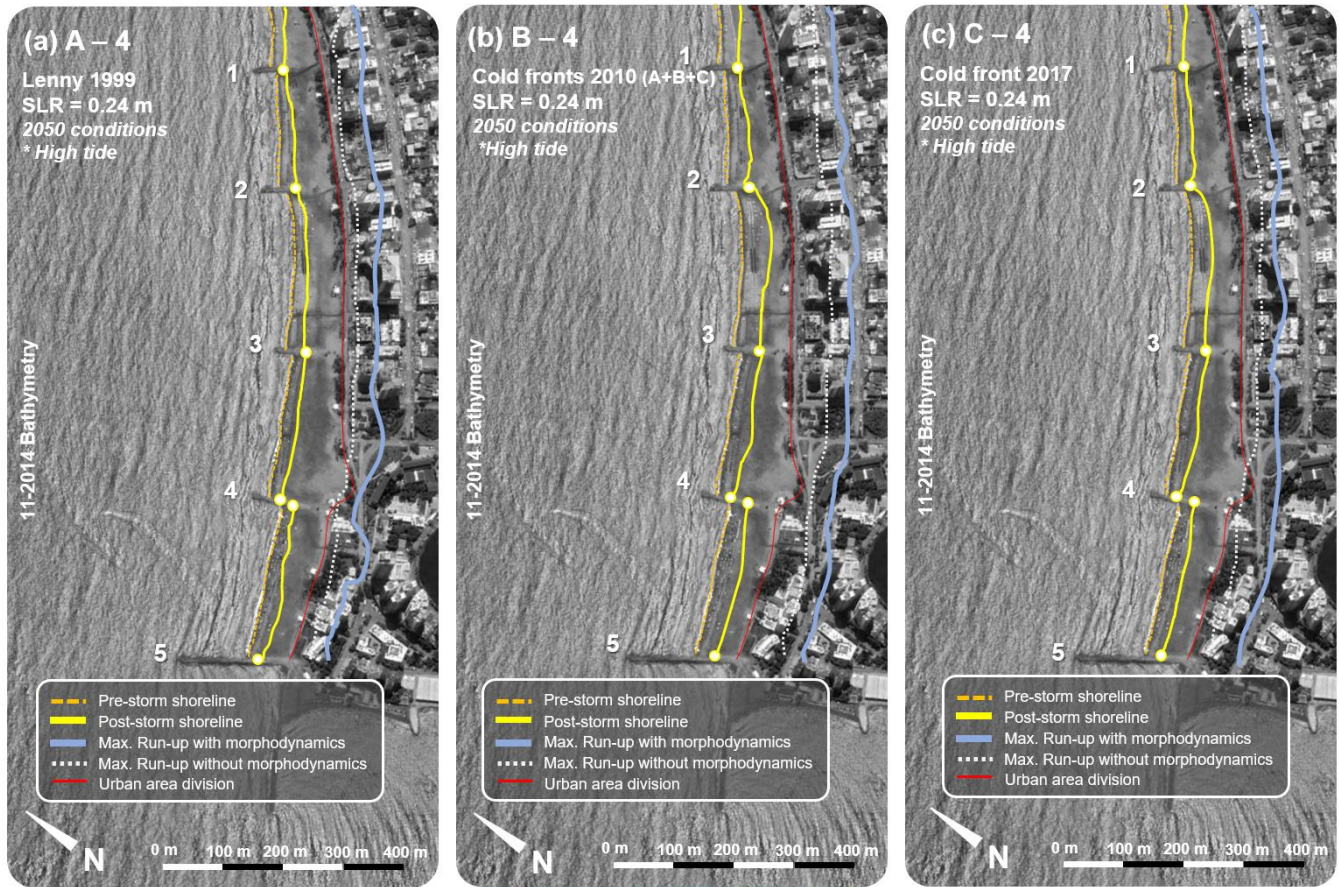 (a) A – 4
Lenny 1999
SLR = 0.24 m
2050 conditions
* High tide
1
2
3
4
5
11-2014 Bathymetry
Pre-storm shoreline
Post-storm shoreline
Max. Run-up with morphodynamics
Max. Run-up without morphodynamics
Urban area division
N
0 m 100 m 200 m 300 m 400 m
(b) B – 4
Cold fronts 2010 (A+B+C)
SLR = 0.24 m
2050 conditions
*High tide
1
2
3
4
5
11-2014 Bathymetry
Pre-storm shoreline
Post-storm shoreline
Max. Run-up with morphodynamics
Max. Run-up without morphodynamics
Urban area division
N
0 m 100 m 200 m 300 m 400 m
(c) C – 4
Cold front 2017
SLR = 0.24 m
2050 conditions
* High tide
1
2
3
4
5
11-2014 Bathymetry
Pre-storm shoreline
Post-storm shoreline
Max. Run-up with morphodynamics
Max. Run-up without morphodynamics
Urban area division
N
0 m 100 m 200 m 300 m 400 m